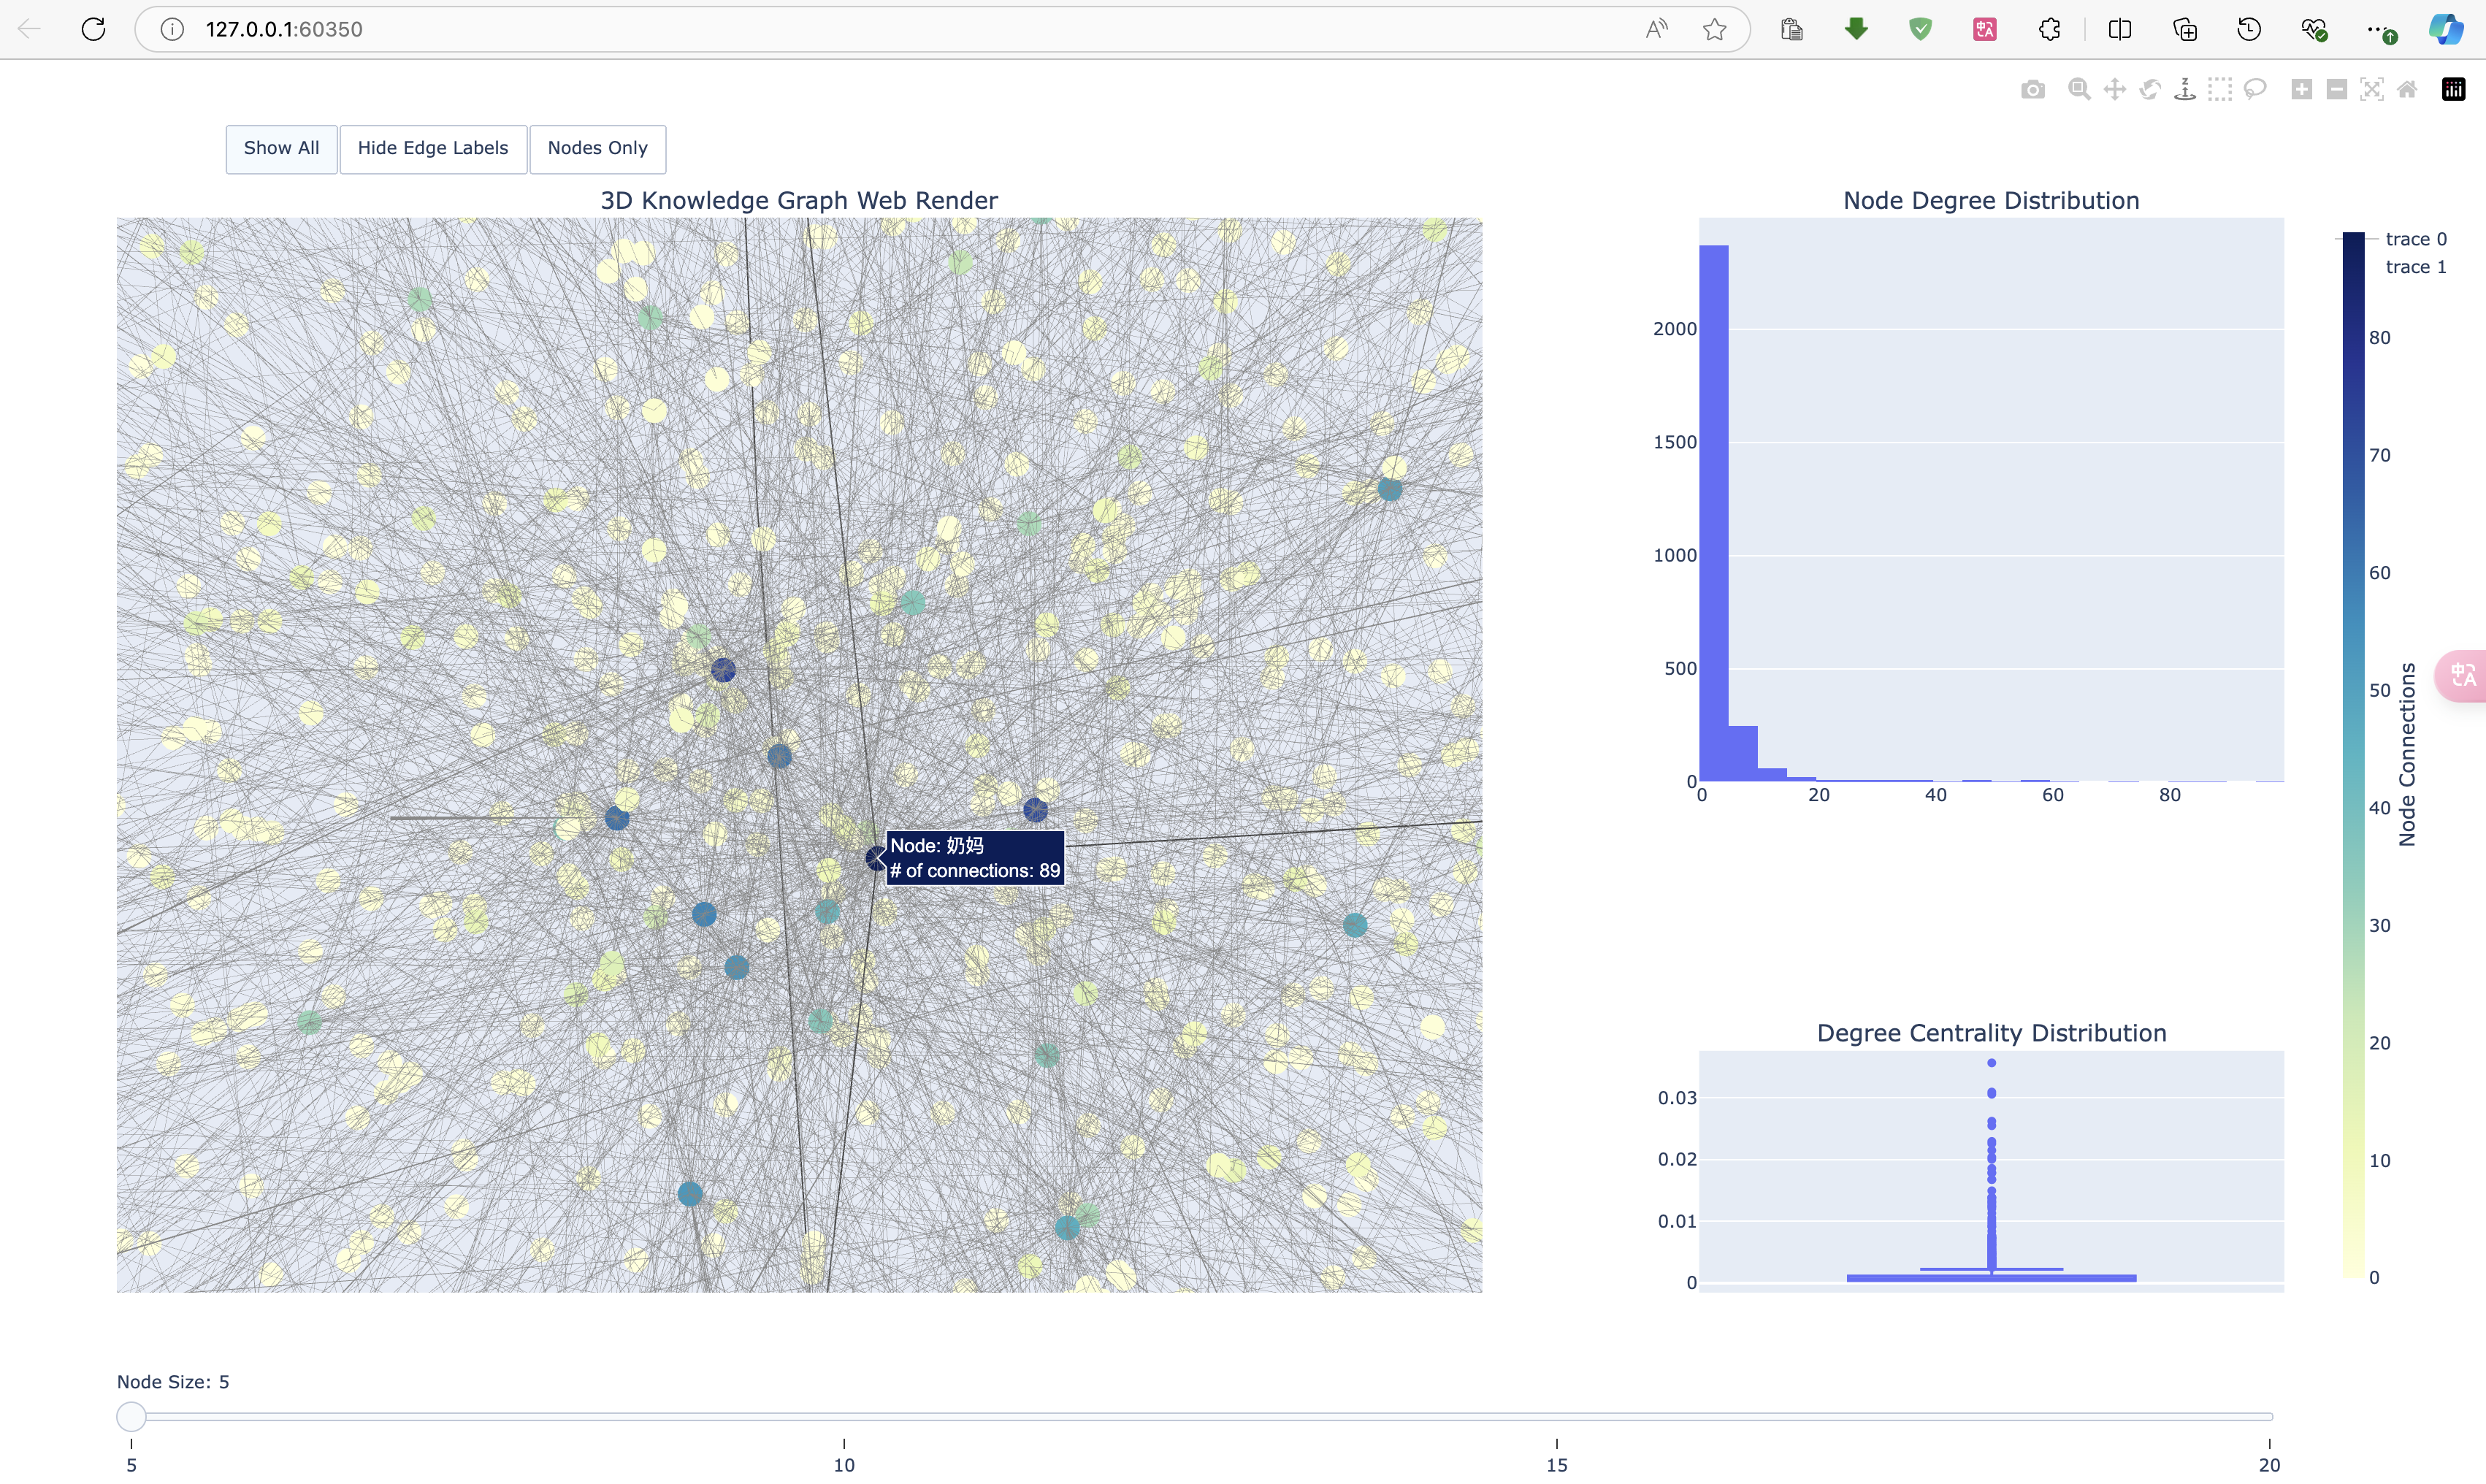 127.0.0.1:60350
Show All
Hide Edge Labels
Nodes Only
3D Knowledge Graph Web Render
Node: 奶妈
# of connections: 89
Node Degree Distribution
2000
1500
1000
500
0
0 20 40 60 80
Degree Centrality Distribution
0.03
0.02
0.01
0
trace 0
trace 1
80
70
60
50
40
30
20
10
0
Node Connections
Node Size: 5
5 10 15 20